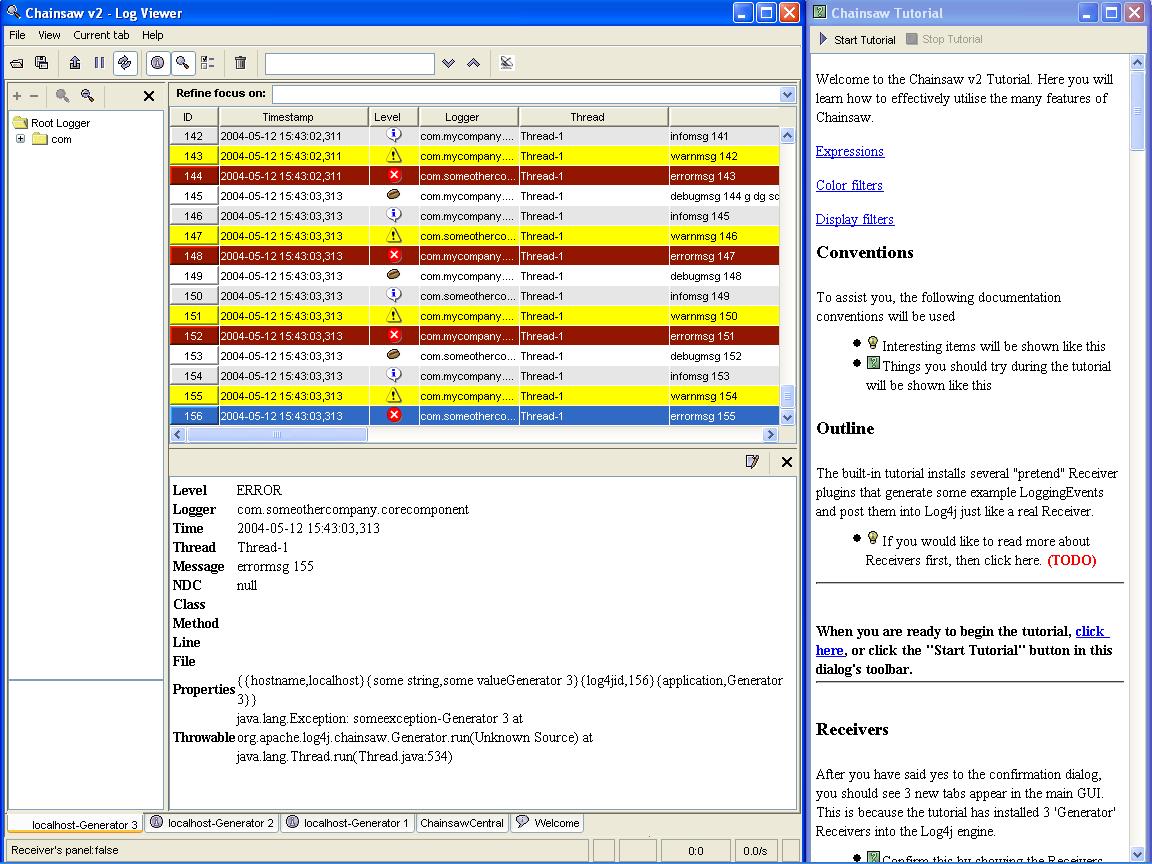 Chainsaw v2 - Log Viewer
File View Current tab Help
Refine focus on:
Root Logger
com
ID Timestamp Level Logger Thread
142 2004-05-12 15:43:02,311 com.mycompany.... Thread-1 infomsg 141
143 2004-05-12 15:43:02,311 com.mycompany.... Thread-1 warnmsg 142
144 2004-05-12 15:43:02,311 com.someotherco... Thread-1 errormsg 143
145 2004-05-12 15:43:03,313 com.mycompany.... Thread-1 debugmsg 144 g dg sc
146 2004-05-12 15:43:03,313 com.mycompany.... Thread-1 infomsg 145
147 2004-05-12 15:43:03,313 com.someotherco... Thread-1 warnmsg 146
148 2004-05-12 15:43:03,313 com.someotherco... Thread-1 errormsg 147
149 2004-05-12 15:43:03,313 com.mycompany.... Thread-1 debugmsg 148
150 2004-05-12 15:43:03,313 com.someotherco... Thread-1 infomsg 149
151 2004-05-12 15:43:03,313 com.mycompany.... Thread-1 warnmsg 150
152 2004-05-12 15:43:03,313 com.mycompany.... Thread-1 errormsg 151
153 2004-05-12 15:43:03,313 com.someotherco... Thread-1 debugmsg 152
154 2004-05-12 15:43:03,313 com.mycompany.... Thread-1 infomsg 153
155 2004-05-12 15:43:03,313 com.mycompany.... Thread-1 warnmsg 154
156 2004-05-12 15:43:03,313 com.someotherco... Thread-1 errormsg 155
Level ERROR
Logger com.someothercompany.corecomponent
Time 2004-05-12 15:43:03,313
Thread Thread-1
Message errormsg 155
NDC null
Class
Method
Line
File
Properties {{hostname,localhost}{some string,some valueGenerator 3}{log4jid,156}{application,Generator
3}}
java.lang.Exception: someexception-Generator 3 at
Throwable org.apache.log4j.chainsaw.Generator.run(Unknown Source) at
java.lang.Thread.run(Thread.java:534)
localhost-Generator 3 localhost-Generator 2 localhost-Generator 1 ChainsawCentral Welcome
Receiver's panel:false 0:0 0.0/s
Chainsaw Tutorial
Start Tutorial Stop Tutorial
Welcome to the Chainsaw v2 Tutorial. Here you will
learn how to effectively utilise the many features of
Chainsaw.
Expressions
Color filters
Display filters
Conventions
To assist you, the following documentation
conventions will be used
Interesting items will be shown like this
Things you should try during the tutorial
will be shown like this
Outline
The built-in tutorial installs several "pretend" Receiver
plugins that generate some example LoggingEvents
and post them into Log4j just like a real Receiver.
If you would like to read more about
Receivers first, then click here. (TODO)
When you are ready to begin the tutorial, click
here, or click the "Start Tutorial" button in this
dialog's toolbar.
Receivers
After you have said yes to the confirmation dialog,
you should see 3 new tabs appear in the main GUI.
This is because the tutorial has installed 3 'Generator'
Receivers into the Log4j engine.
Confirm this by showing the Receivers